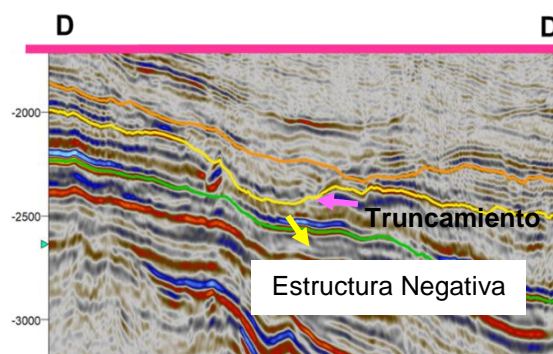 D D
-2000
-2500
Truncamiento
Estructura Negativa
-3000